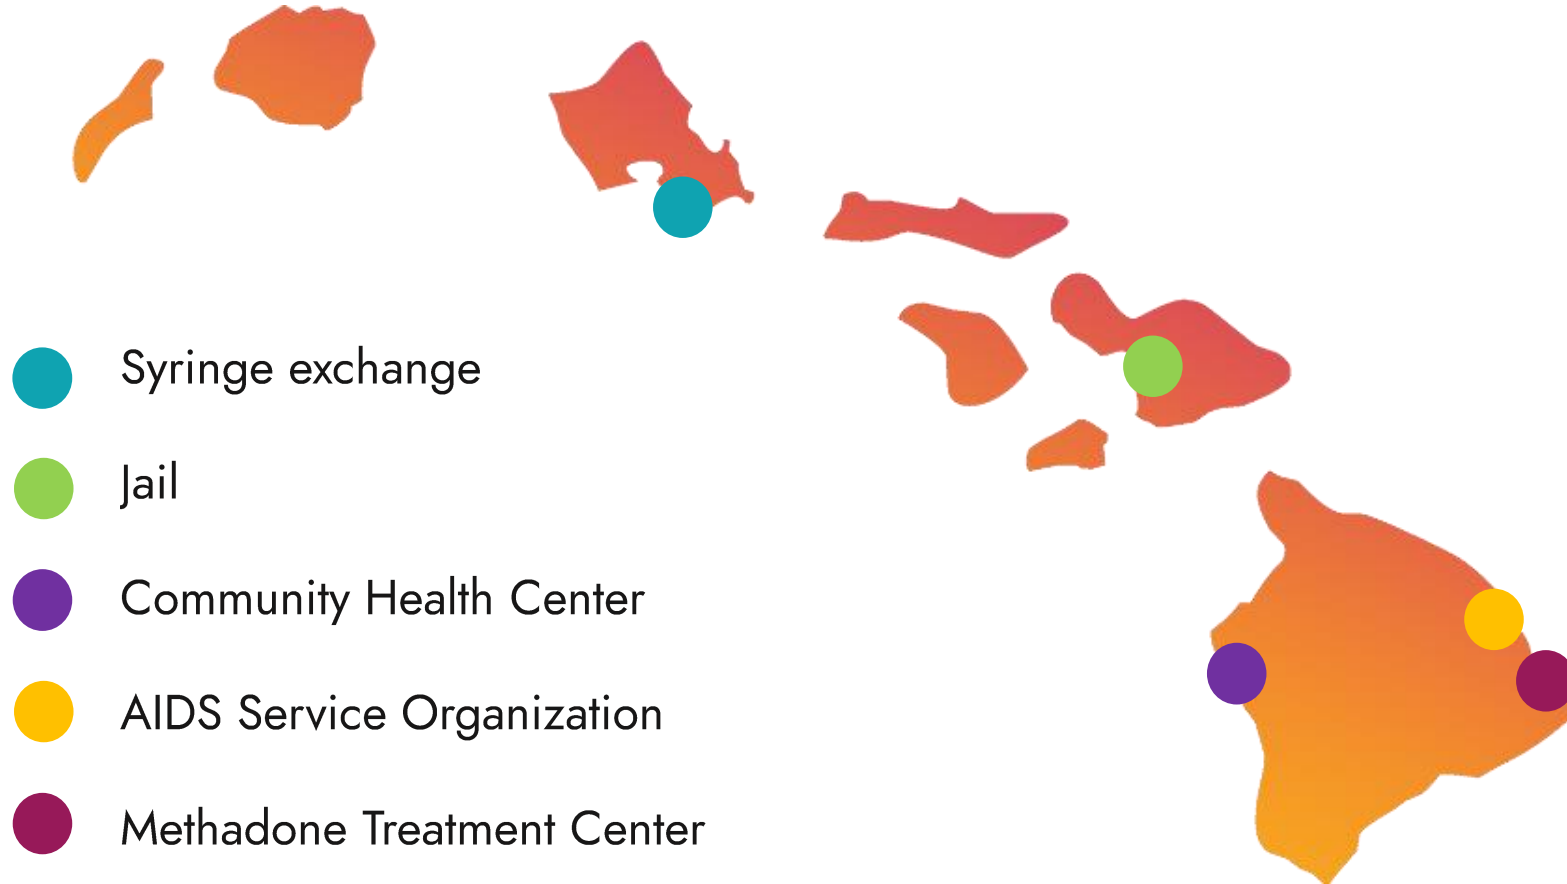 Syringe exchange
Jail
Community Health Center
AIDS Service Organization
Methadone Treatment Center